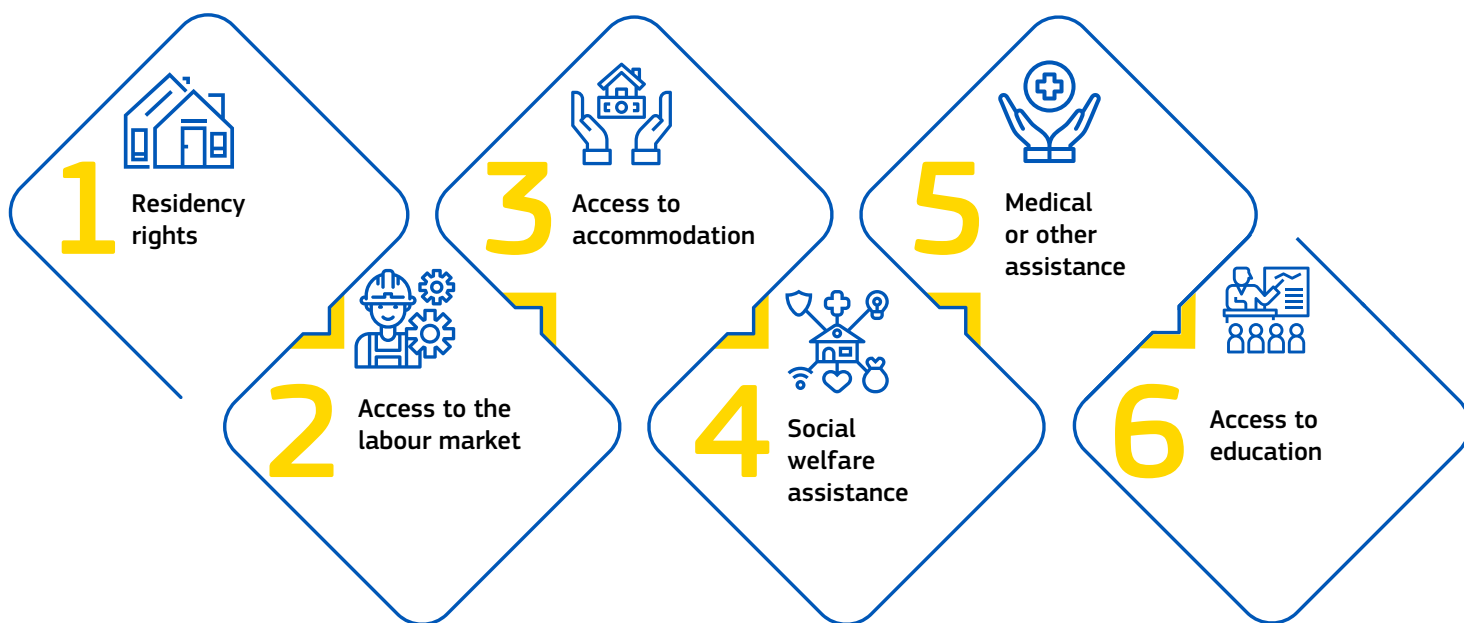 1
Residency
rights
2
Access to the
labour market
3
Access to
accommodation
4
Social
welfare
assistance
5
Medical
or other
assistance
6
Access to
education